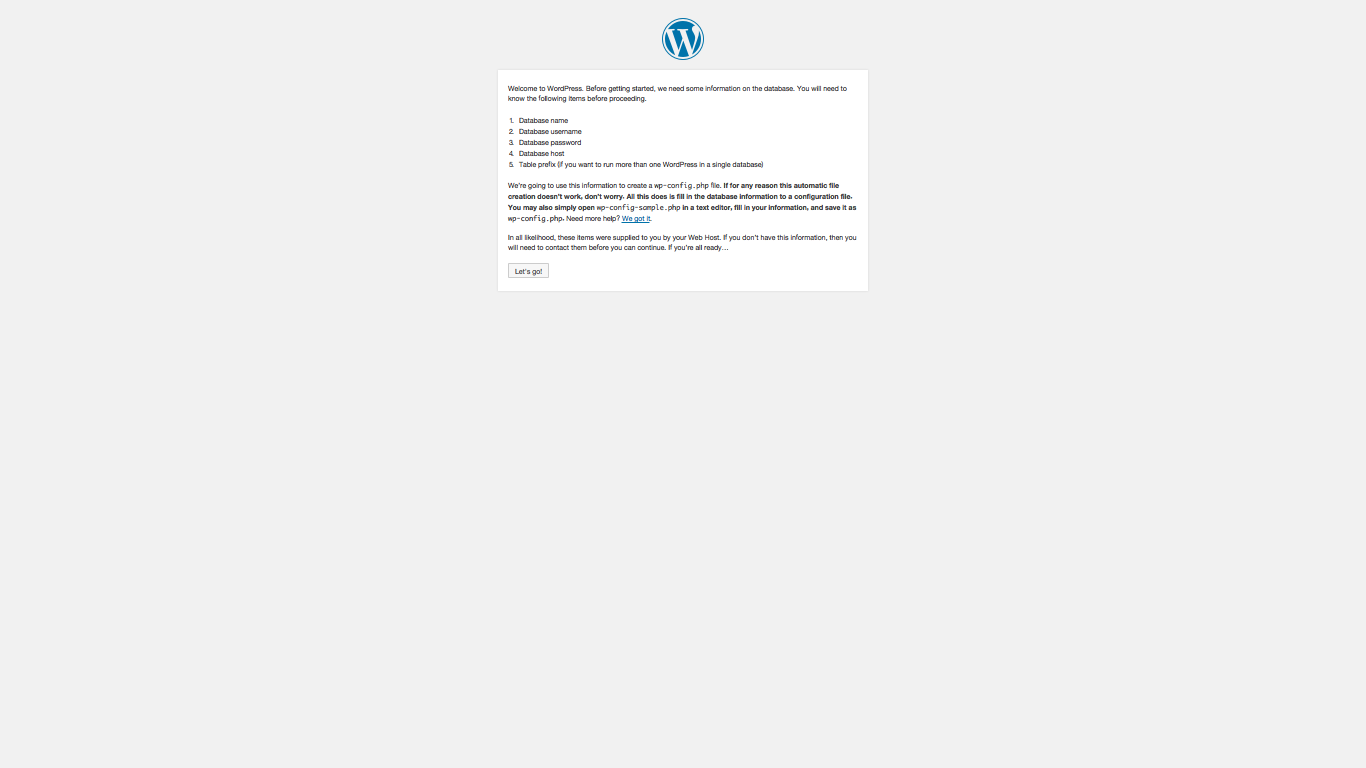 Welcome to WordPress. Before getting started, we need some information on the database. You will need to
know the following items before proceeding.
1. Database name
2. Database username
3. Database password
4. Database host
5. Table prefix (if you want to run more than one WordPress in a single database)
We're going to use this information to create a wp-config.php file. If for any reason this automatic file
creation doesn't work, don't worry. All this does is fill in the database information to a configuration file.
You may also simply open wp-config-sample.php in a text editor, fill in your information, and save it as
wp-config.php. Need more help? We got it.
In all likelihood, these items were supplied to you by your Web Host. If you don't have this information, then you
will need to contact them before you can continue. If you're all ready…
Let's go!